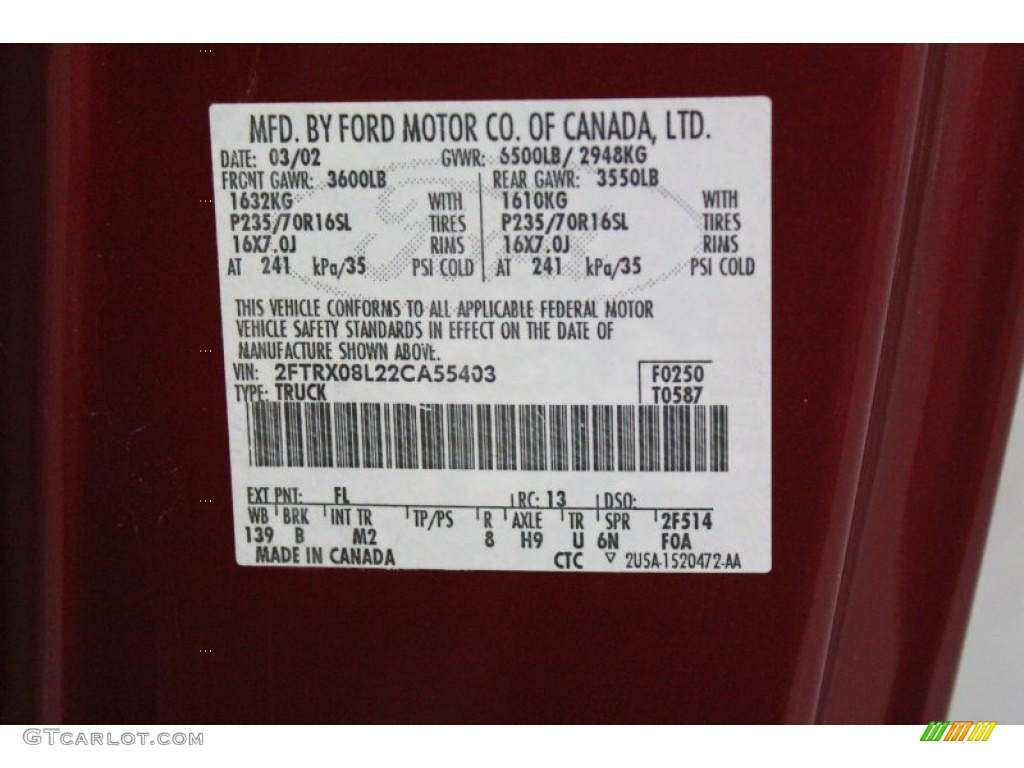 MFD. BY FORD MOTOR CO. OF CANADA, LTD.
DATE: 03/02 GVWR: 6500LB/ 2948KG
FRONT GAWR: 3600LB REAR GAWR: 3550LB
1632KG WITH 1610KG WITH
P235/70R16SL TIRES P235/70R16SL TIRES
16X7.0J RIMS 16X7.0J RIMS
AT 241 kPa/35 PSI COLD AT 241 kPa/35 PSI COLD
THIS VEHICLE CONFORMS TO ALL APPLICABLE FEDERAL MOTOR
VEHICLE SAFETY STANDARDS IN EFFECT ON THE DATE OF
MANUFACTURE SHOWN ABOVE.
VIN: 2FTRX08L22CA55403 F0250
TYPE: TRUCK T0587
EXT PNT: FL RC: 13 DSO:
WB BRK INT TR TP/PS R AXLE TR SPR 2F514
139 B M2 8 H9 U 6N F0A
MADE IN CANADA CTC ▽ 2U5A-1520472-AA
GTcarlot.com